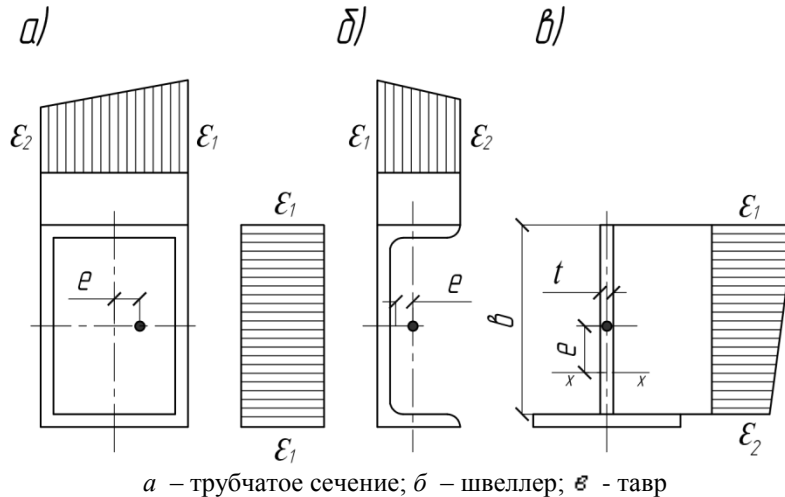 а) б) в)
ε₂ ε₁ ε₁ ε₂
ε₁ ε₁
e e t
в e
x x
ε₁ ε₂
а – трубчатое сечение; б – швеллер; в - тавр